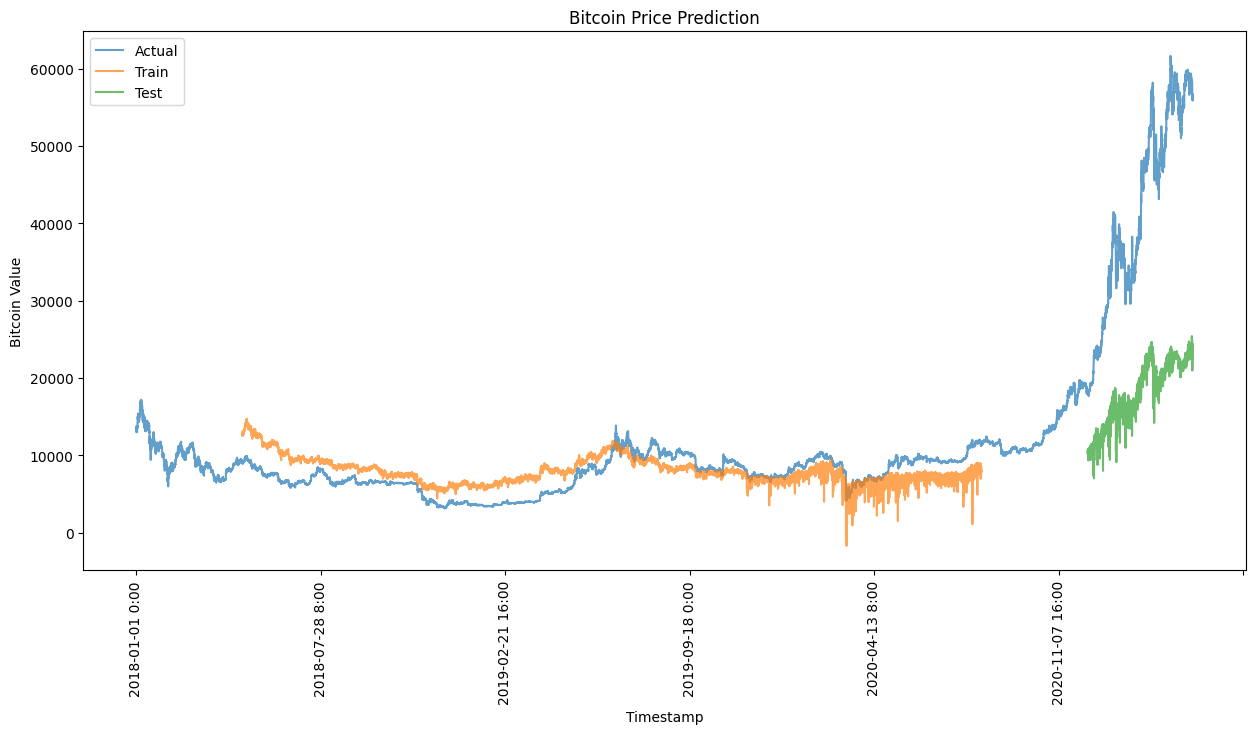 Bitcoin Price Prediction
Actual
Train
Test
60000
50000
40000
30000
20000
10000
0
Bitcoin Value
2018-01-01 0:00
2018-07-28 8:00
2019-02-21 16:00
2019-09-18 0:00
2020-04-13 8:00
2020-11-07 16:00
Timestamp